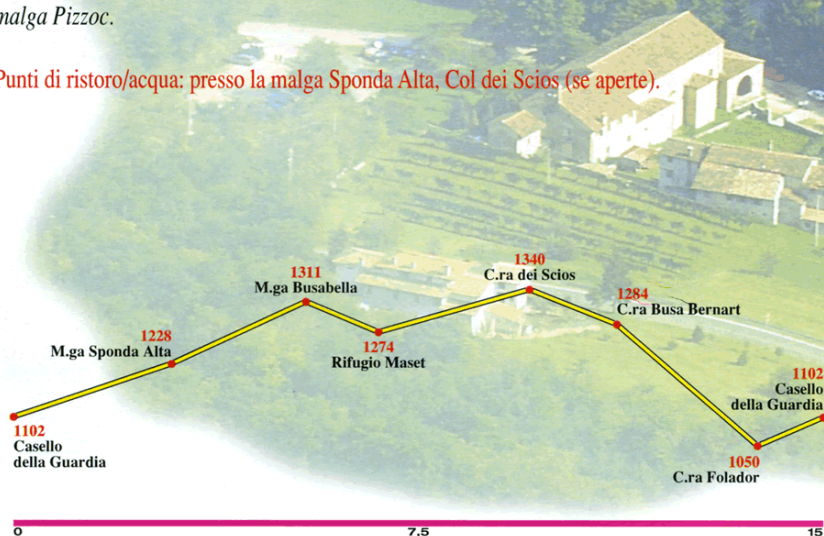 malga Pizzoc.
Punti di ristoro/acqua: presso la malga Sponda Alta, Col dei Scios (se aperte).
1340
C.ra dei Scios
1311
M.ga Busabella
1284
C.ra Busa Bernart
1228
M.ga Sponda Alta
1274
Rifugio Maset
1102
Casello
della Guardia
1102
Casello
della Guardia
1050
C.ra Folador
0
7.5
15